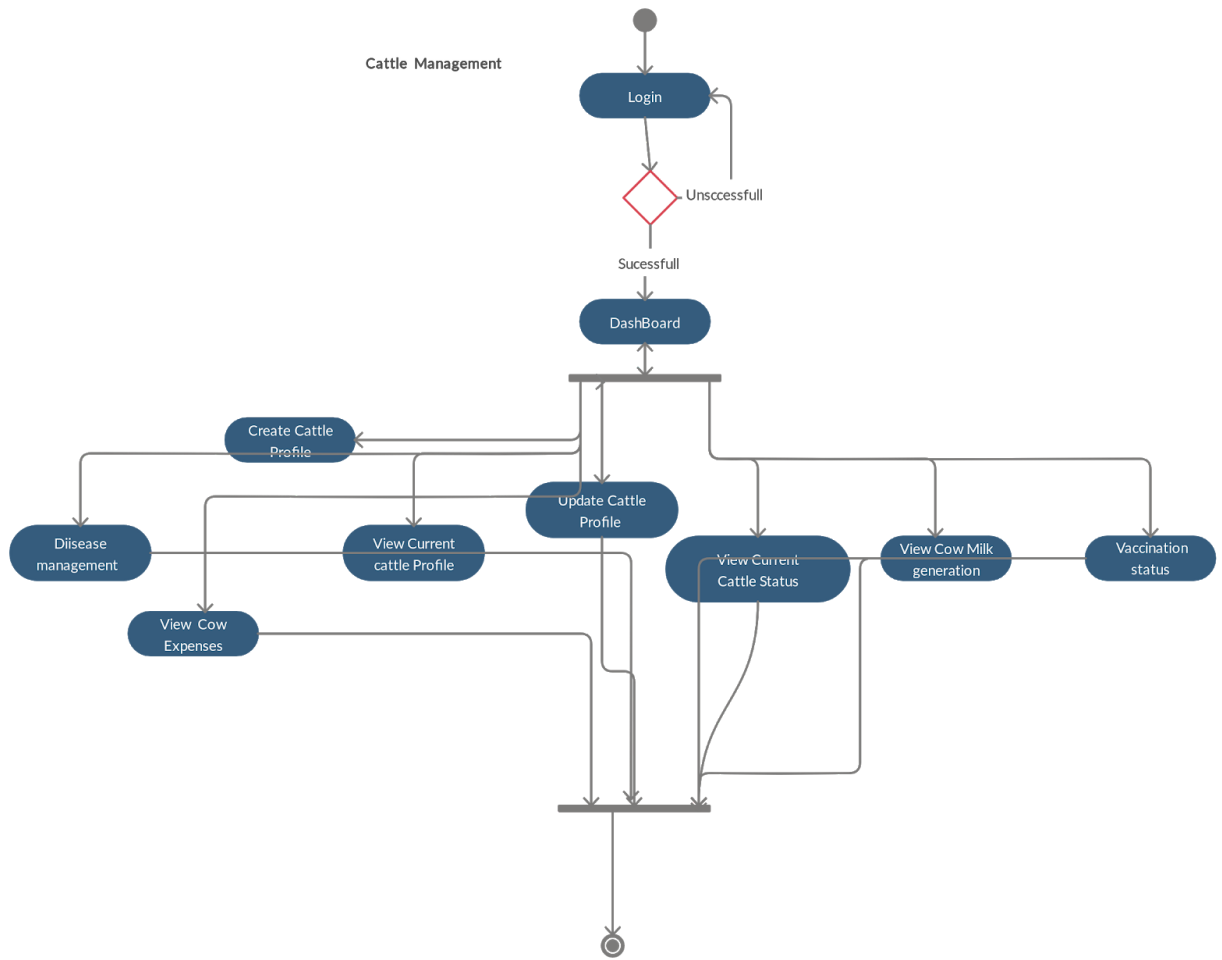 Cattle Management
Login
Unsccessfull
Sucessfull
DashBoard
Create Cattle
Profile
Update Cattle
Profile
Diisease
management
View Current
cattle Profile
View Current
Cattle Status
View Cow Milk
generation
Vaccination
status
View Cow
Expenses